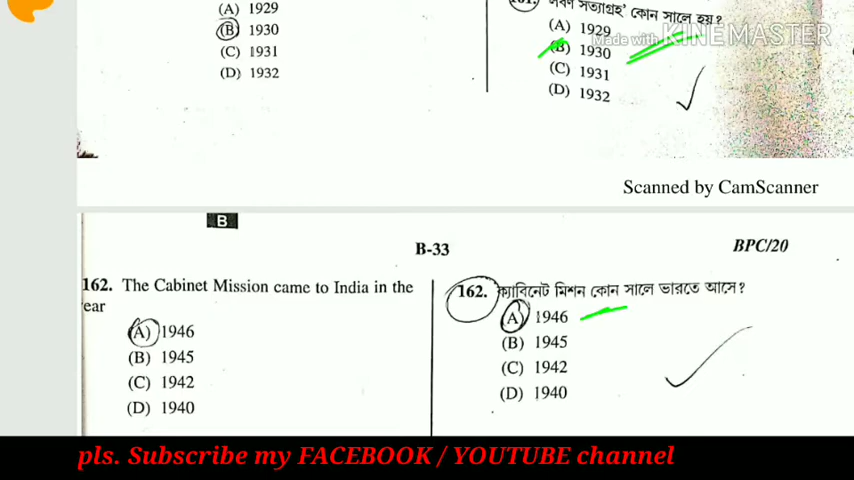 (A) 1929
(B) 1930
(C) 1931
(D) 1932
লবণ সত্যাগ্রহ' কোন সালে হয়?
(A) 1929
(B) 1930
(C) 1931
(D) 1932
Made with KINEMASTER
Scanned by CamScanner
B
B-33
BPC/20
162. The Cabinet Mission came to India in the
ear
(A) 1946
(B) 1945
(C) 1942
(D) 1940
162. ক্যাবিনেট মিশন কোন সালে ভারতে আসে?
(A) 1946
(B) 1945
(C) 1942
(D) 1940
pls. Subscribe my FACEBOOK / YOUTUBE channel